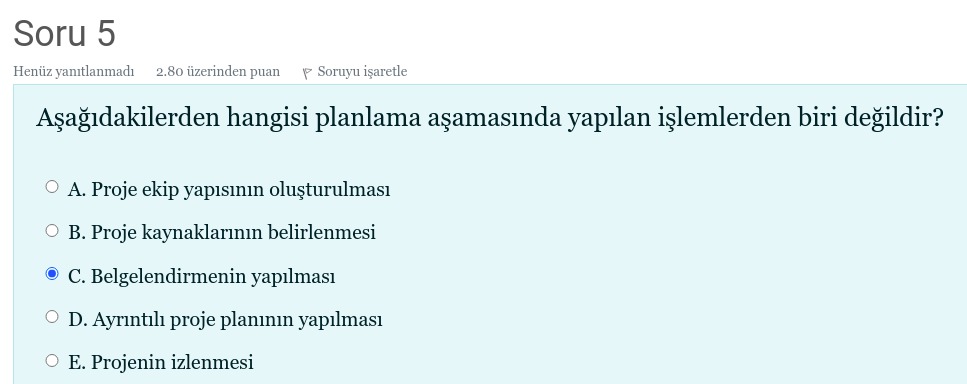 Soru 5
Henüz yanıtlanmadı 2.80 üzerinden puan Soruyu işaretle
Aşağıdakilerden hangisi planlama aşamasında yapılan işlemlerden biri değildir?
A. Proje ekip yapısının oluşturulması
B. Proje kaynaklarının belirlenmesi
C. Belgelendirmenin yapılması
D. Ayrıntılı proje planının yapılması
E. Projenin izlenmesi